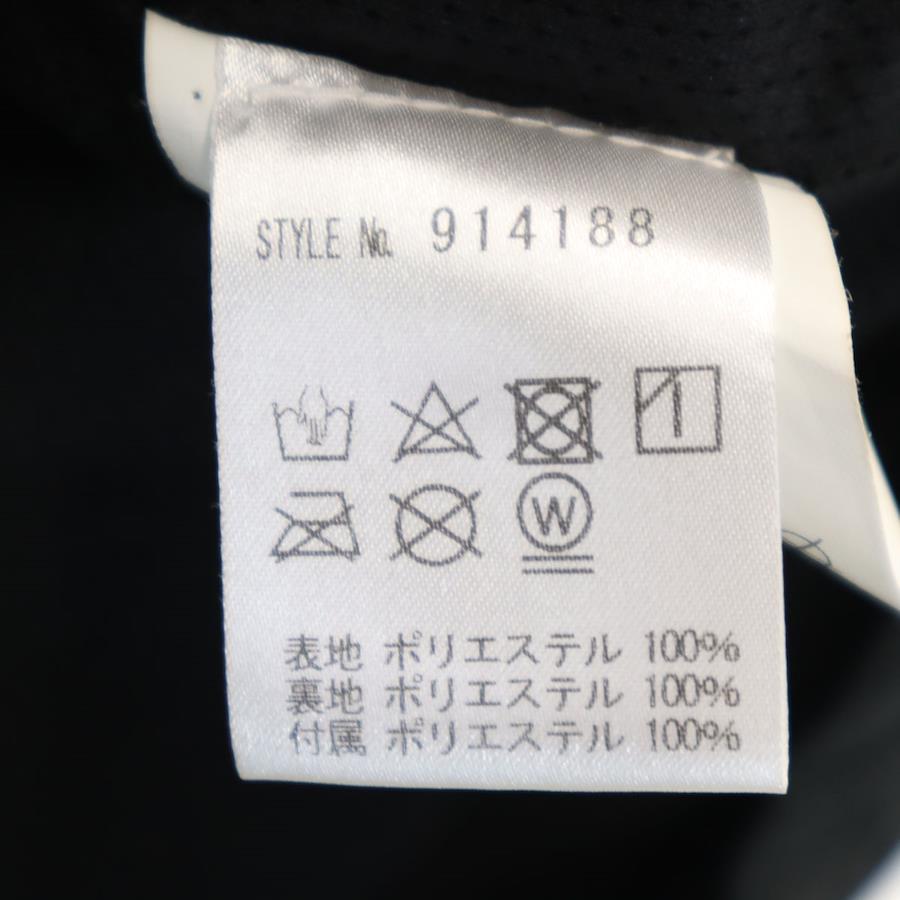 STYLE No. 914188
W
表地 ポリエステル 100%
裏地 ポリエステル 100%
付属 ポリエステル 100%